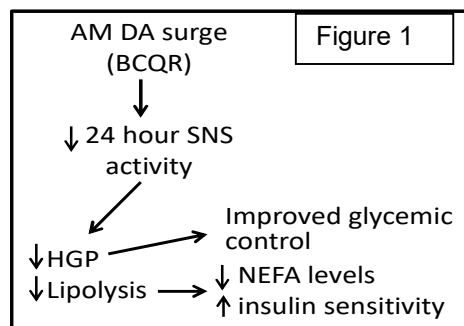 AM DA surge
(BCQR)
Figure 1
↓ 24 hour SNS
activity
↓HGP
↓Lipolysis
Improved glycemic
control
↓ NEFA levels
↑ insulin sensitivity